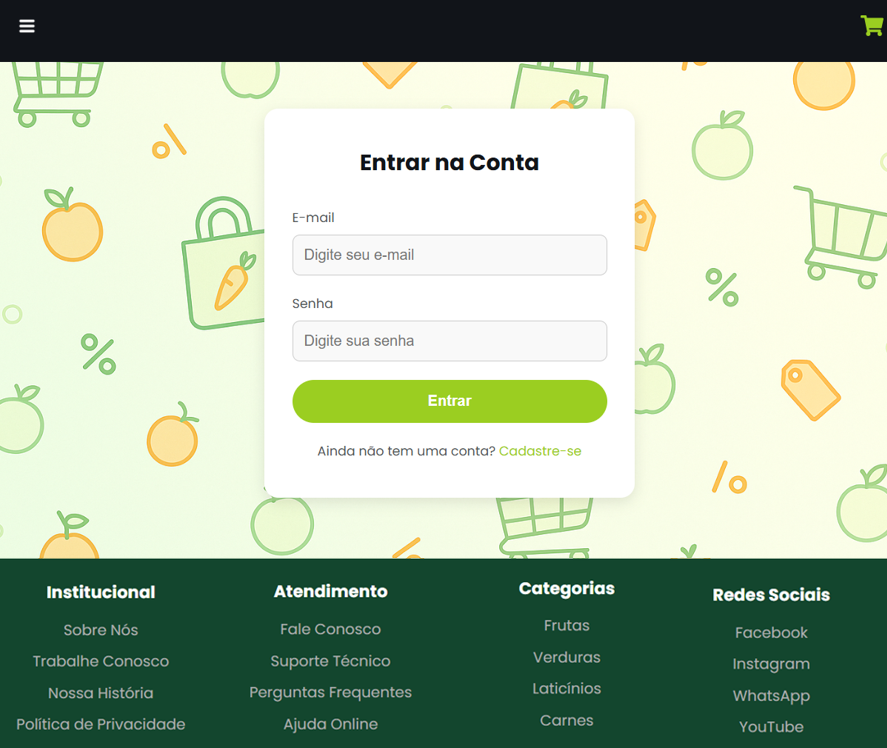 Entrar na Conta
E-mail
Digite seu e-mail
Senha
Digite sua senha
Entrar
Ainda não tem uma conta? Cadastre-se
Institucional
Sobre Nós
Trabalhe Conosco
Nossa História
Política de Privacidade
Atendimento
Fale Conosco
Suporte Técnico
Perguntas Frequentes
Ajuda Online
Categorias
Frutas
Verduras
Laticínios
Carnes
Redes Sociais
Facebook
Instagram
WhatsApp
YouTube